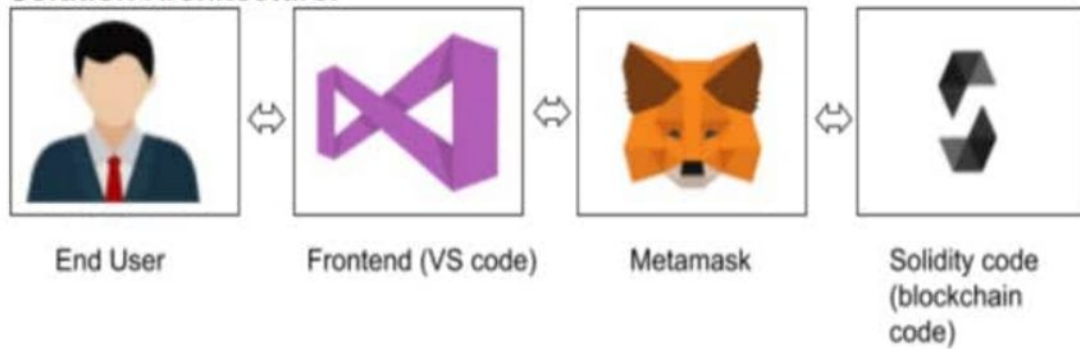 End User
Frontend (VS code)
Metamask
Solidity code
(blockchain
code)